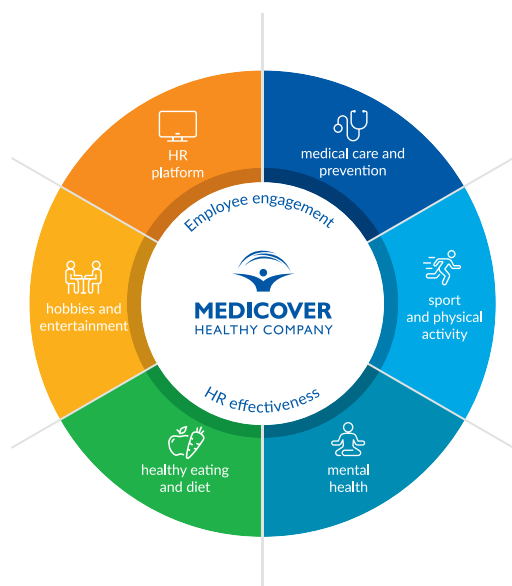 HR
platform
medical care and
prevention
Employee engagement
hobbies and
entertainment
MEDICOVER
HEALTHY COMPANY
sport
and physical
activity
HR effectiveness
healthy eating
and diet
mental
health